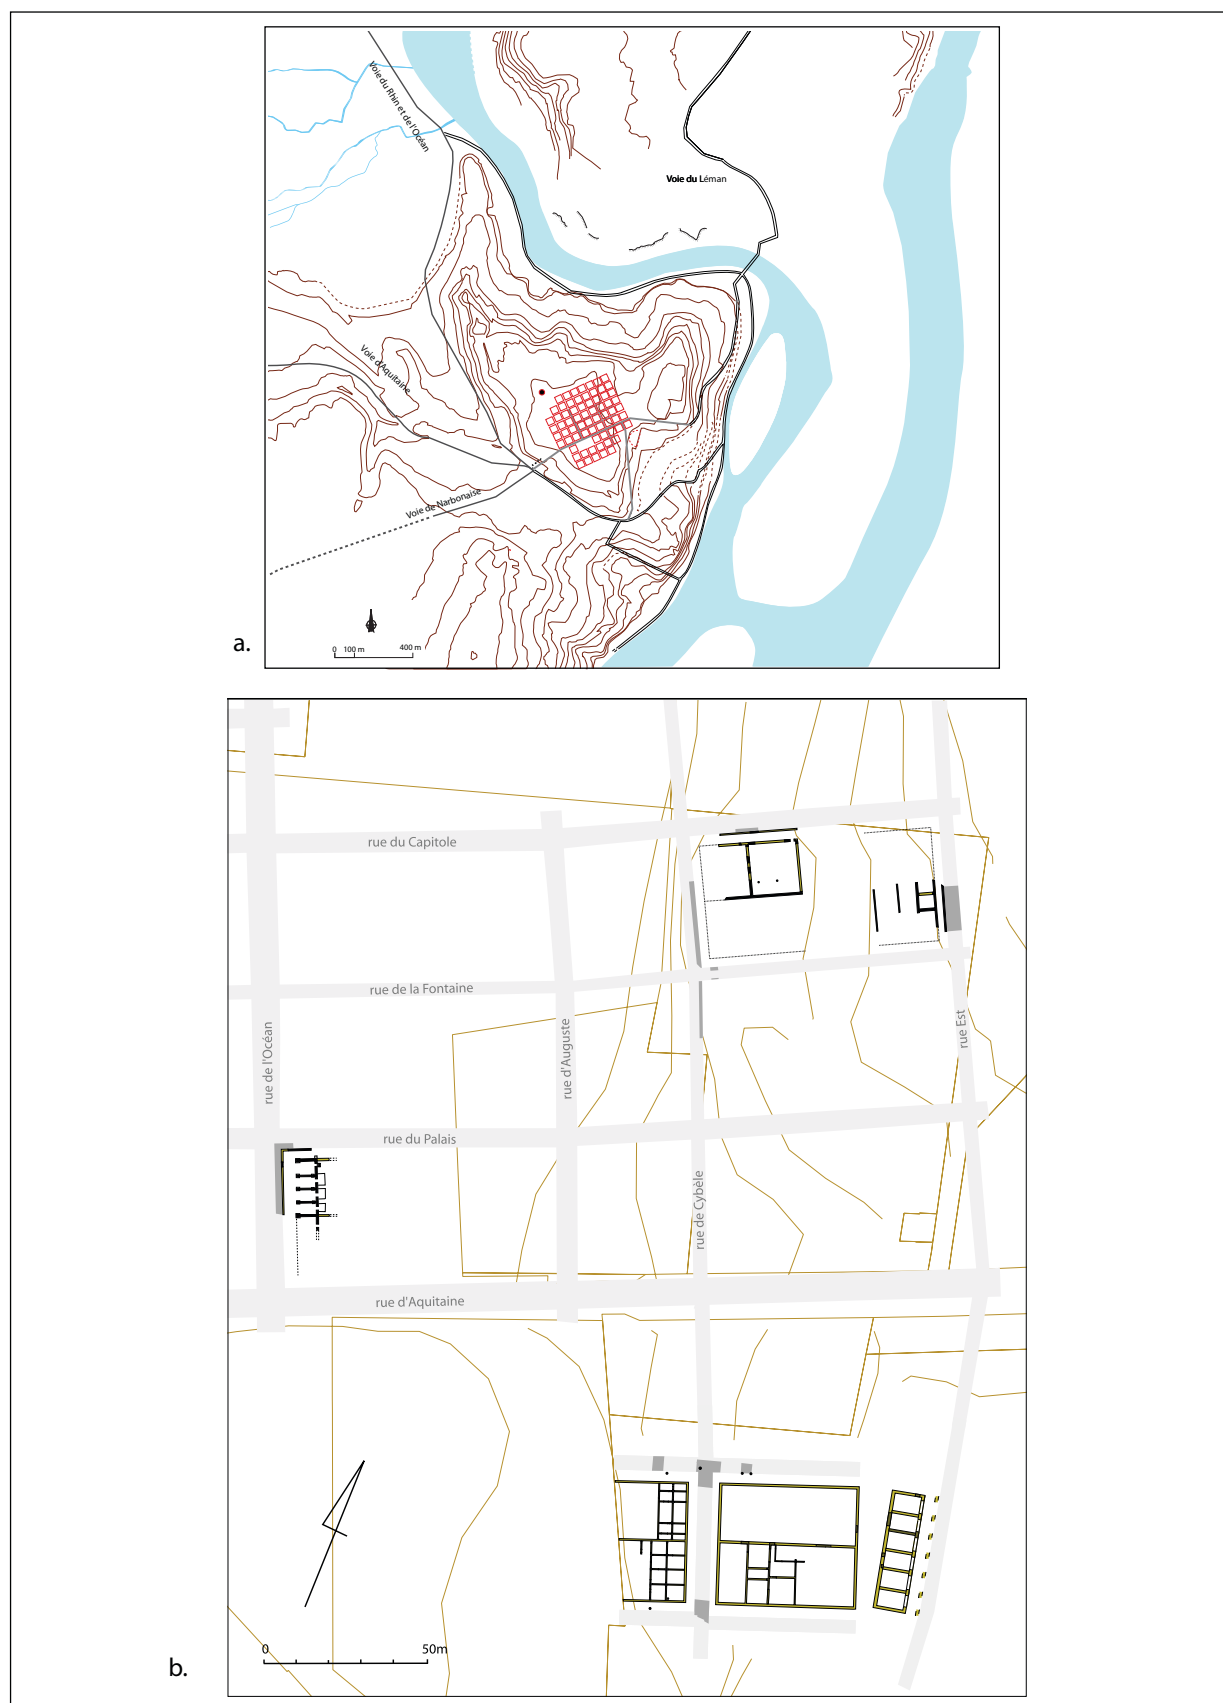 Voie du Rhin et de l'Océan
Voie du Léman
Voie d'Aquitaine
Voie de Narbonaise
0 100 m 400 m
a.
rue du Capitole
rue de la Fontaine
rue de l'Océan
rue d'Auguste
rue Est
rue du Palais
rue de Cybèle
rue d'Aquitaine
0 50m
b.